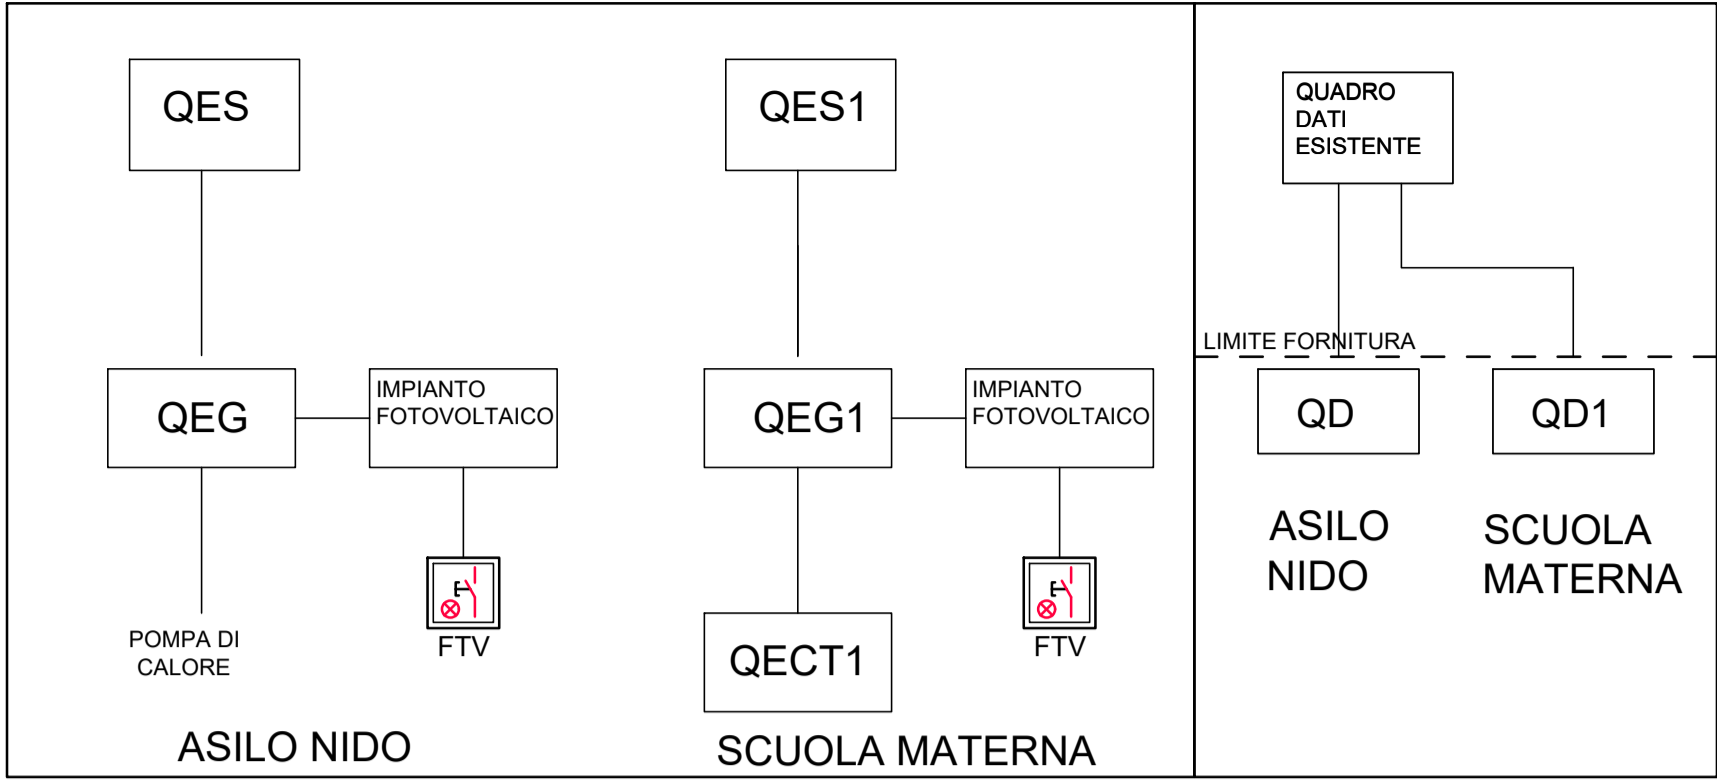 QES
QEG
IMPIANTO
FOTOVOLTAICO
POMPA DI
CALORE
FTV
ASILO NIDO
QES1
QEG1
IMPIANTO
FOTOVOLTAICO
QECT1
FTV
SCUOLA MATERNA
QUADRO
DATI
ESISTENTE
LIMITE FORNITURA
QD
QD1
ASILO
NIDO
SCUOLA
MATERNA